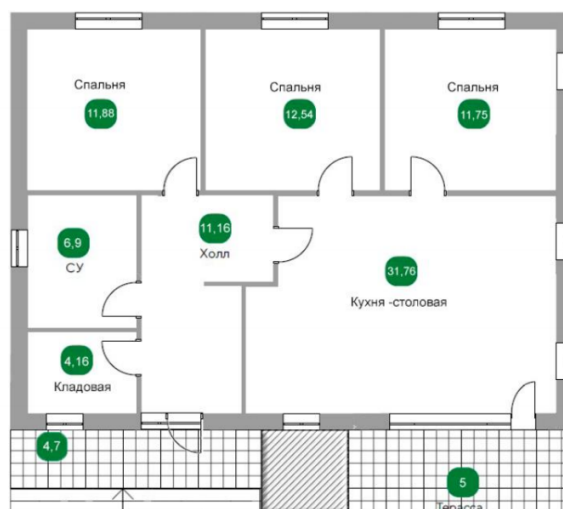 Спальня
11,88
Спальня
12,54
Спальня
11,75
6,9
СУ
11,16
Холл
31,76
Кухня -столовая
4,16
Кладовая
4,7
5
Терасса